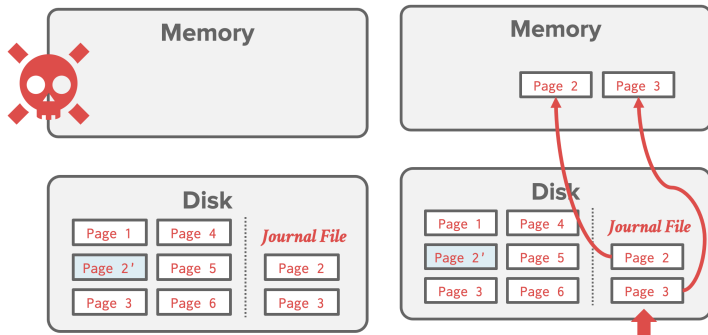 Memory
Disk
Page 1 Page 4
Journal File
Page 2' Page 5 Page 2
Page 3 Page 6 Page 3
Memory
Page 2 Page 3
Disk
Page 1 Page 4
Journal File
Page 2' Page 5 Page 2
Page 3 Page 6 Page 3